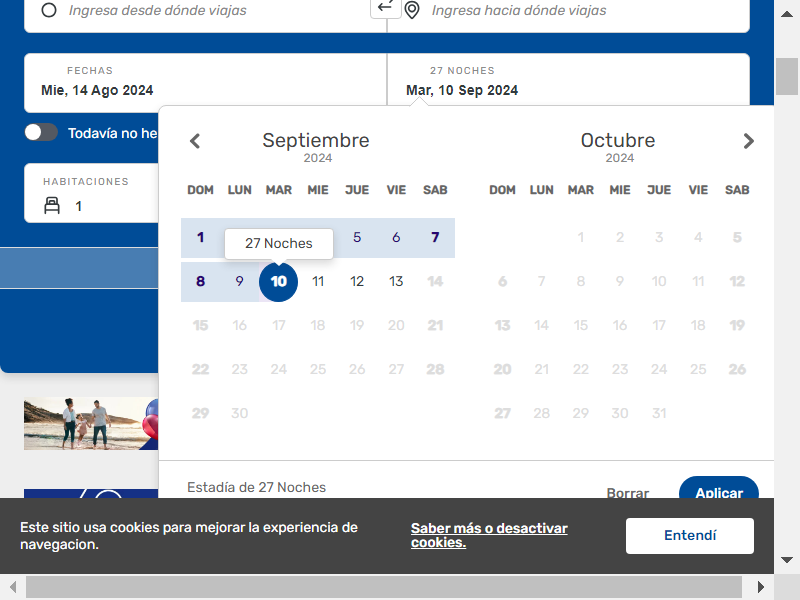 Ingresa desde dónde viajas
Ingresa hacia dónde viajas
FECHAS
Mie, 14 Ago 2024
27 NOCHES
Mar, 10 Sep 2024
Todavía no he
HABITACIONES
1
Septiembre
2024
DOM LUN MAR MIE JUE VIE SAB
1 5 6 7
27 Noches
8 9 10 11 12 13 14
15 16 17 18 19 20 21
22 23 24 25 26 27 28
29 30
Octubre
2024
DOM LUN MAR MIE JUE VIE SAB
1 2 3 4 5
6 7 8 9 10 11 12
13 14 15 16 17 18 19
20 21 22 23 24 25 26
27 28 29 30 31
Estadía de 27 Noches
Borrar
Aplicar
Este sitio usa cookies para mejorar la experiencia de
navegacion.
Saber más o desactivar
cookies.
Entendí